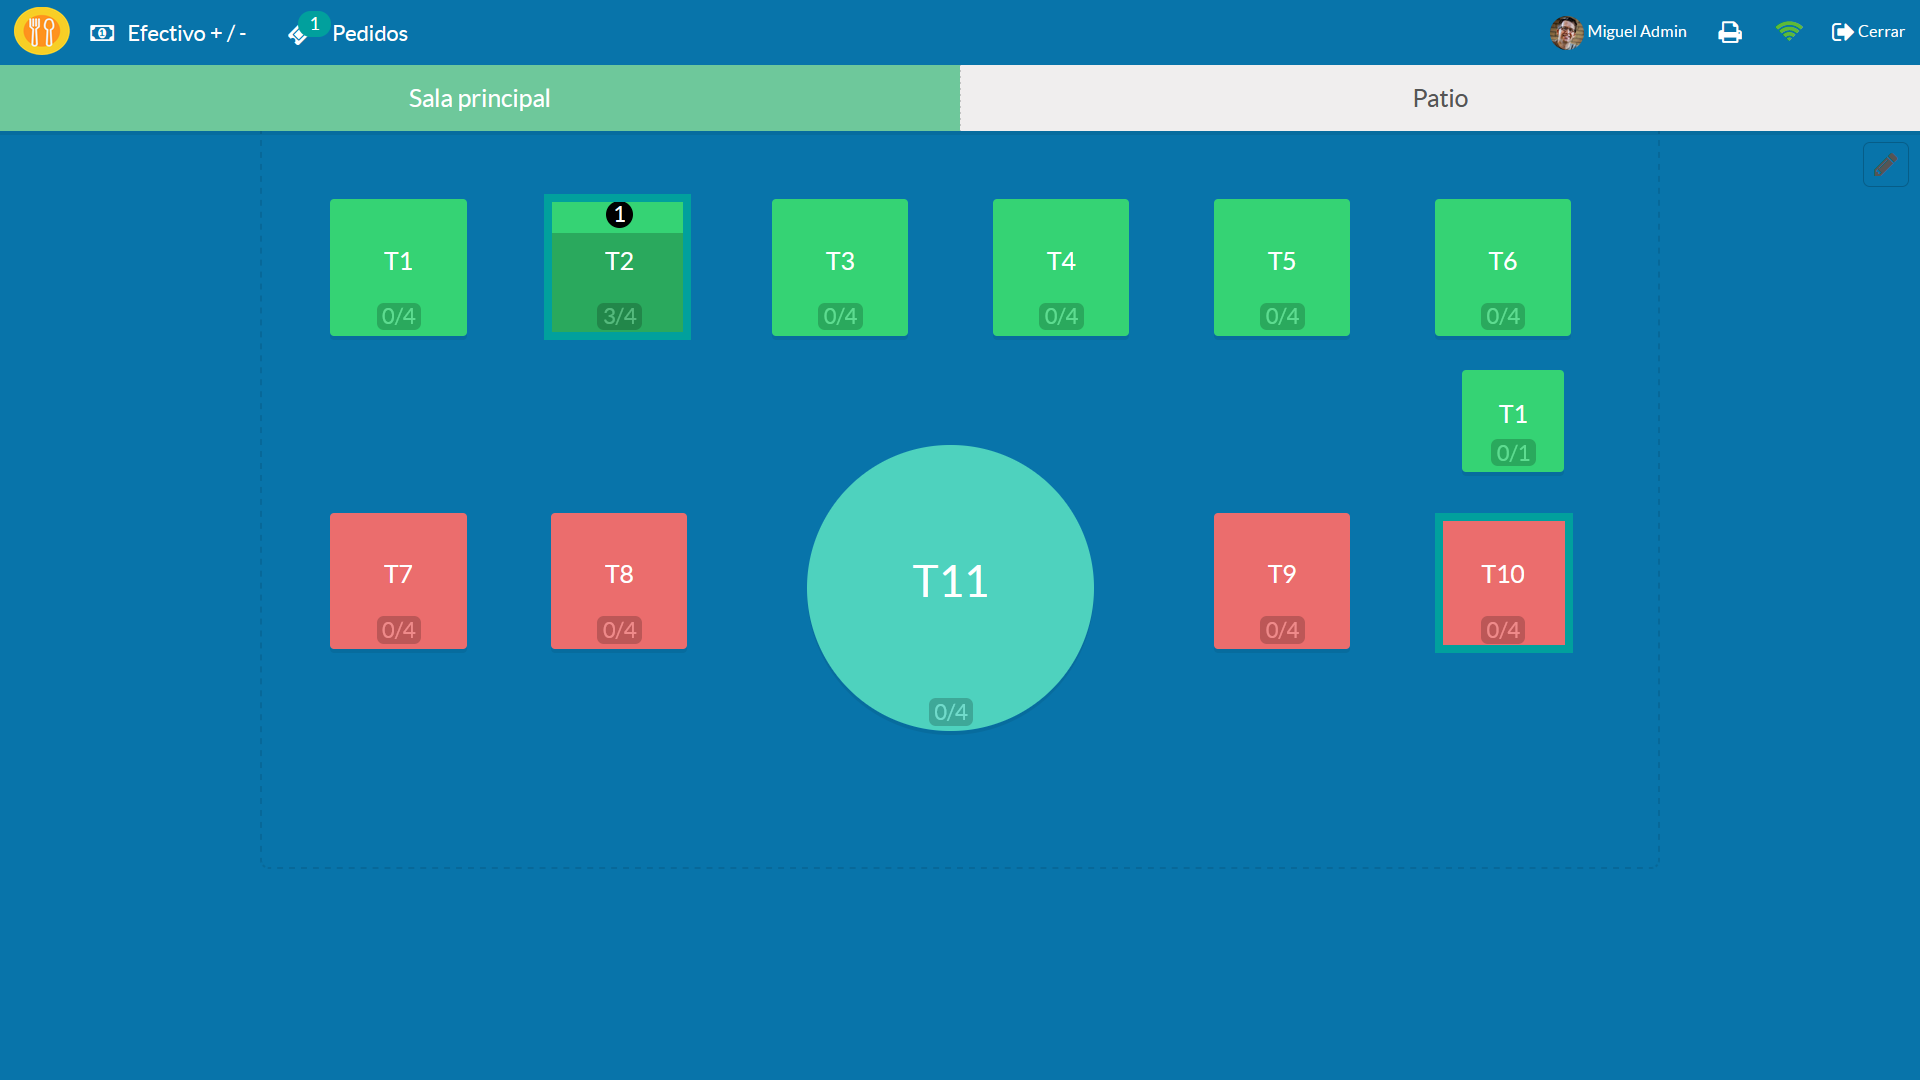 Efectivo + / -
1
Pedidos
Miguel Admin
Cerrar
Sala principal
Patio
T1
0/4
1
T2
3/4
T3
0/4
T4
0/4
T5
0/4
T6
0/4
T1
0/1
T7
0/4
T8
0/4
T11
0/4
T9
0/4
T10
0/4